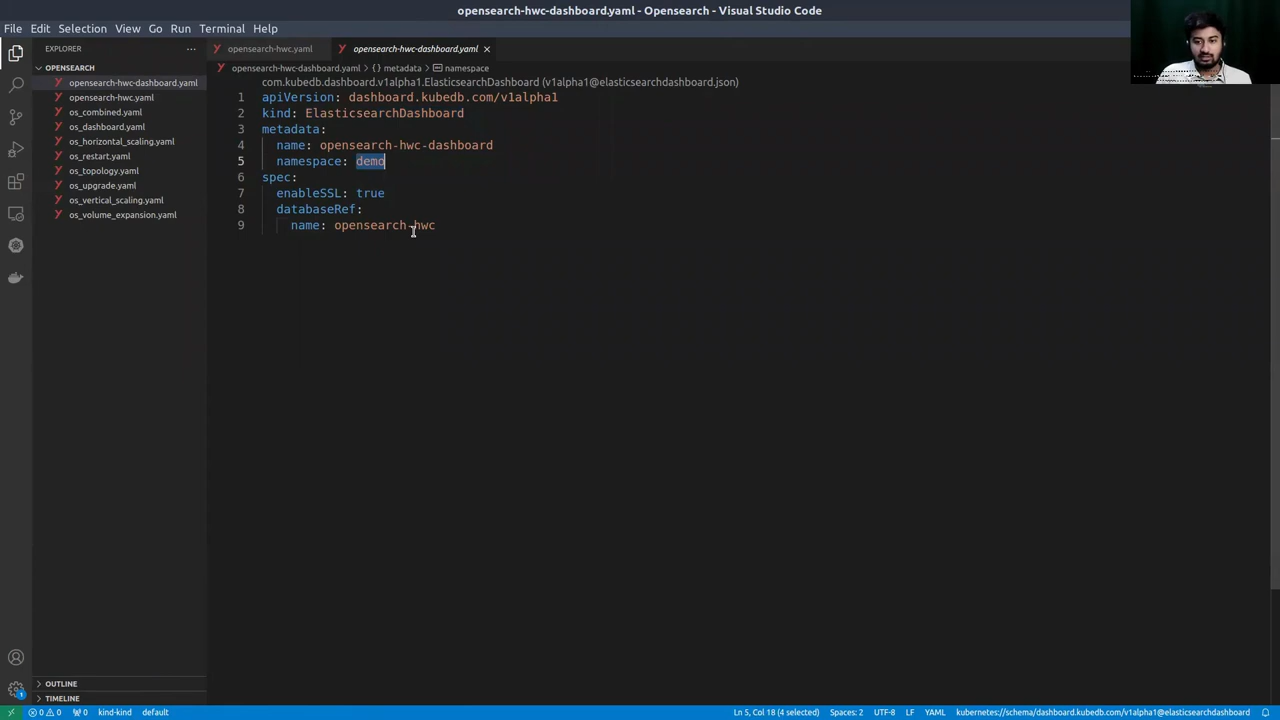 opensearch-hwc-dashboard.yaml - Opensearch - Visual Studio Code
File Edit Selection View Go Run Terminal Help
EXPLORER
OPENSEARCH
opensearch-hwc-dashboard.yaml
opensearch-hwc.yaml
os_combined.yaml
os_dashboard.yaml
os_horizontal_scaling.yaml
os_restart.yaml
os_topology.yaml
os_upgrade.yaml
os_vertical_scaling.yaml
os_volume_expansion.yaml
OUTLINE
TIMELINE
opensearch-hwc.yaml opensearch-hwc-dashboard.yaml
opensearch-hwc-dashboard.yaml > {} metadata > namespace
com.kubedb.dashboard.v1alpha1.ElasticsearchDashboard (v1alpha1@elasticsearchdashboard.json)
1 apiVersion: dashboard.kubedb.com/v1alpha1
2 kind: ElasticsearchDashboard
3 metadata:
4 name: opensearch-hwc-dashboard
5 namespace: demo
6 spec:
7 enableSSL: true
8 databaseRef:
9 name: opensearch-hwc
1
0 0 0 kind-kind default Ln 5, Col 18 (4 selected) Spaces: 2 UTF-8 LF YAML kubernetes://schema/dashboard.kubedb.com/v1alpha1@elasticsearchdashboard